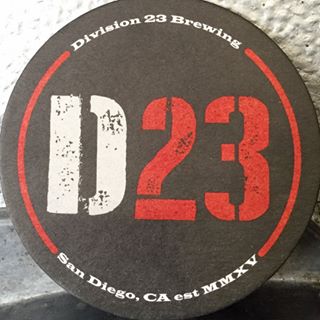 Division 23 Brewing
D23
San Diego, CA est MMXV